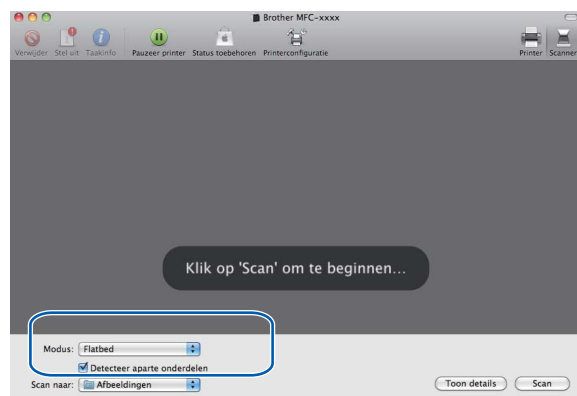 Brother MFC-xxxx
Verwijder Stel uit Taakinfo Pauzeer printer Status toebehoren Printerconfiguratie Printer Scanner
Klik op 'Scan' om te beginnen...
Modus: Flatbed
Detecteer aparte onderdelen
Scan naar: Afbeeldingen Toon details Scan